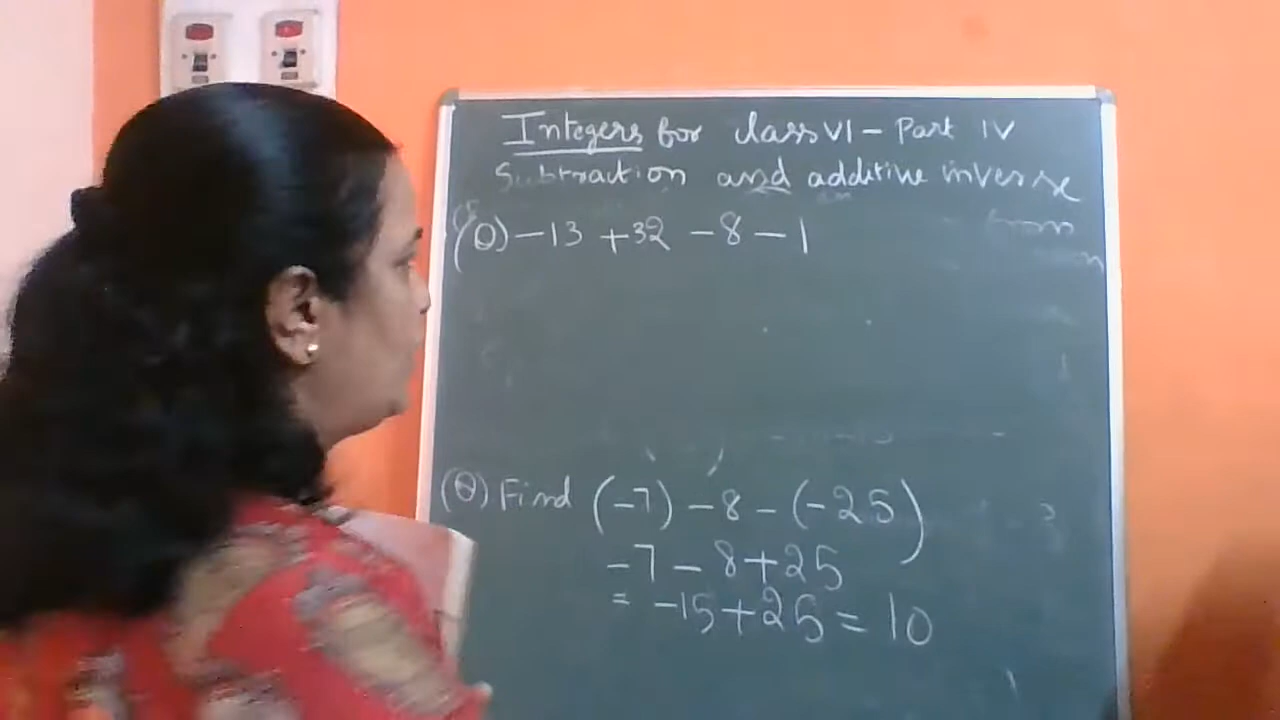 Integers for class VI - Part IV
Subtraction and additive inverse
(Q) -13 +32 -8 -1
(Q) Find (-7) -8 -(-25)
-7 - 8 + 25
= -15 + 25 = 10